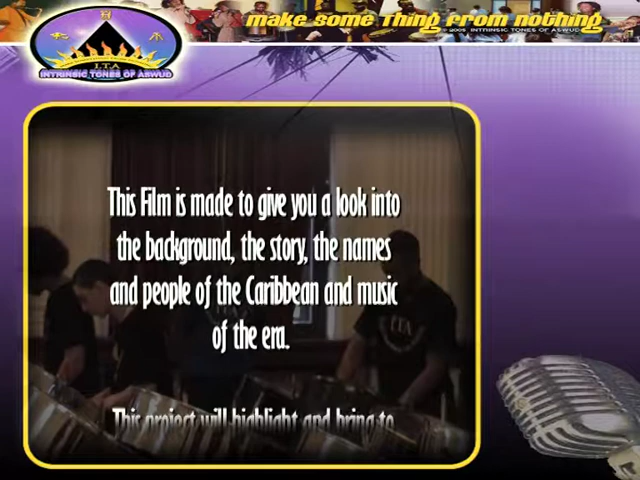 make some Thing from nothing
© 2005 INTRINSIC TONES OF ASWUD
I.T.A
INTRINSIC TONES OF ASWUD
This Film is made to give you a look into
the background, the story, the names
and people of the Caribbean and music
of the era.
This project will highlight and bring to